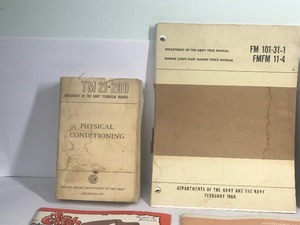 TM 21-200
DEPARTMENT OF THE ARMY TECHNICAL MANUAL
PHYSICAL
CONDITIONING
DEPARTMENT OF THE ARMY FIELD MANUAL
MARINE CORPS FLEET MARINE FORCE MANUAL
FM 101-31-1
FMFM 11-4
DEPARTMENTS OF THE ARMY AND THE NAVY
FEBRUARY 1968